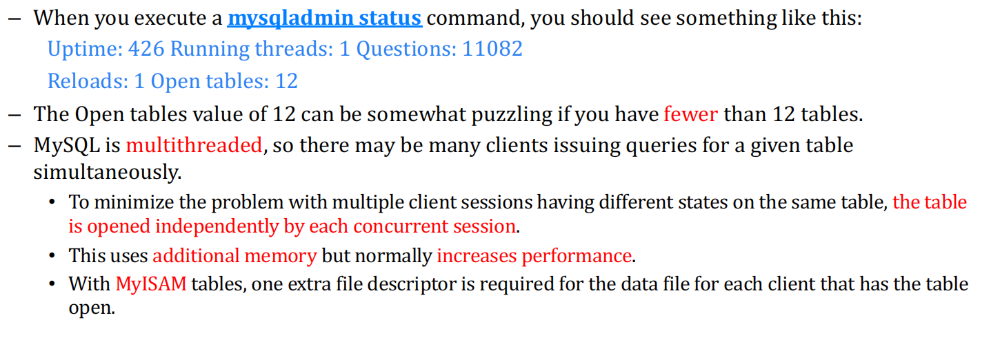 – When you execute a mysqladmin status command, you should see something like this:
Uptime: 426 Running threads: 1 Questions: 11082
Reloads: 1 Open tables: 12
– The Open tables value of 12 can be somewhat puzzling if you have fewer than 12 tables.
– MySQL is multithreaded, so there may be many clients issuing queries for a given table
simultaneously.
• To minimize the problem with multiple client sessions having different states on the same table, the table
is opened independently by each concurrent session.
• This uses additional memory but normally increases performance.
• With MyISAM tables, one extra file descriptor is required for the data file for each client that has the table
open.